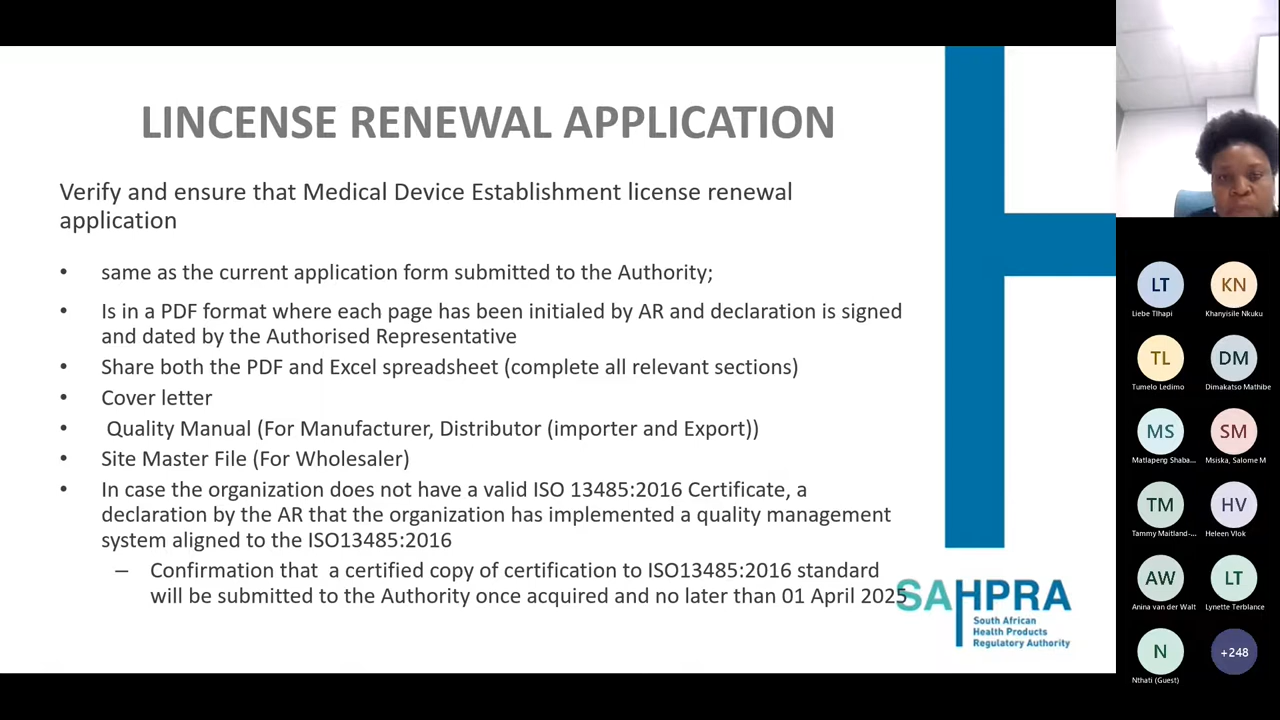 LINCENSE RENEWAL APPLICATION
Verify and ensure that Medical Device Establishment license renewal
application
• same as the current application form submitted to the Authority;
• Is in a PDF format where each page has been initialed by AR and declaration is signed
and dated by the Authorised Representative
• Share both the PDF and Excel spreadsheet (complete all relevant sections)
• Cover letter
• Quality Manual (For Manufacturer, Distributor (importer and Export))
• Site Master File (For Wholesaler)
• In case the organization does not have a valid ISO 13485:2016 Certificate, a
declaration by the AR that the organization has implemented a quality management
system aligned to the ISO13485:2016
– Confirmation that a certified copy of certification to ISO13485:2016 standard
will be submitted to the Authority once acquired and no later than 01 April 2025
SAHPRA
South African
Health Products
Regulatory Authority
LT
KN
Liebe Tlhapi
Khanyisile Nkuku
TL
DM
Tumelo Ledimo
Dimakatso Mathibe
MS
SM
Matlapeng Shaba...
Msiska, Salome M
TM
HV
Tammy Maitland-...
Heleen Vlok
AW
LT
Anina van der Walt
Lynette Terblance
N
+248
Nthati (Guest)